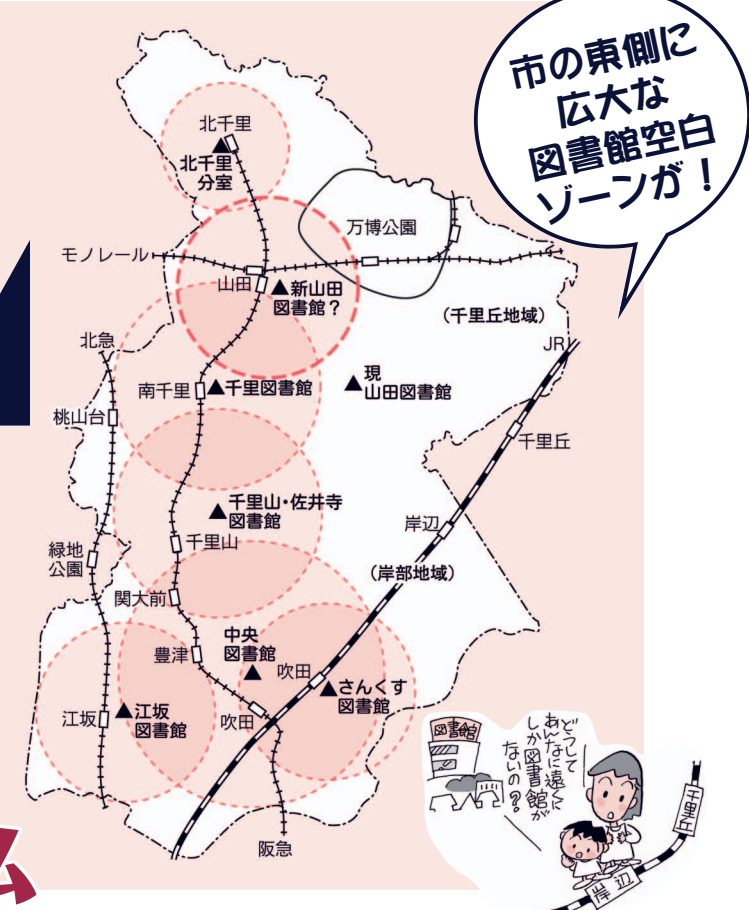 市の東側に
広大な
図書館空白
ゾーンが！
北千里
北千里
分室
万博公園
モノレール
山田
新山田
図書館？
（千里丘地域）
北急
JR
南千里
千里図書館
現
山田図書館
桃山台
千里丘
千里山・佐井寺
図書館
岸辺
緑地
公園
千里山
（岸部地域）
関大前
中央
図書館
豊津
吹田
さんくす
図書館
江坂
江坂
図書館
吹田
阪急
図書館
どうして
あんなに遠くに
しか図書館が
ないの？
千里丘
岸辺